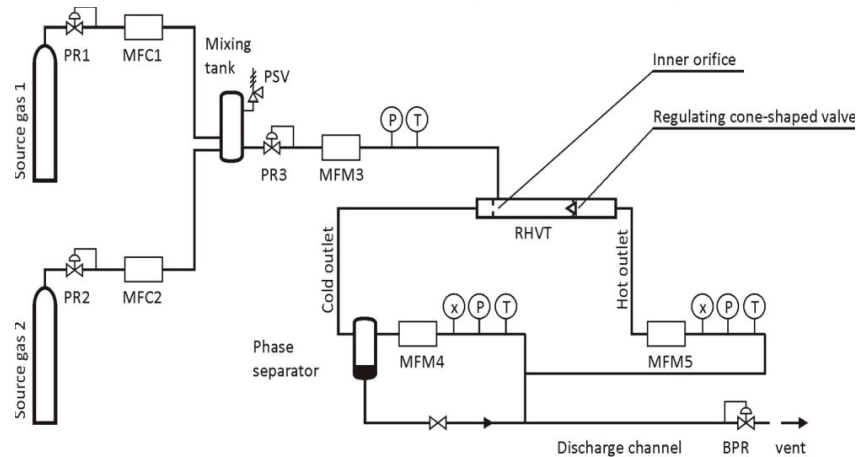 PR1
MFC1
Source gas 1
Mixing
tank
PSV
P T
PR3
MFM3
Inner orifice
Regulating cone-shaped valve
RHVT
PR2
MFC2
Source gas 2
Cold outlet
Hot outlet
x P T
MFM4
x P T
MFM5
Phase
separator
Discharge channel
BPR
vent